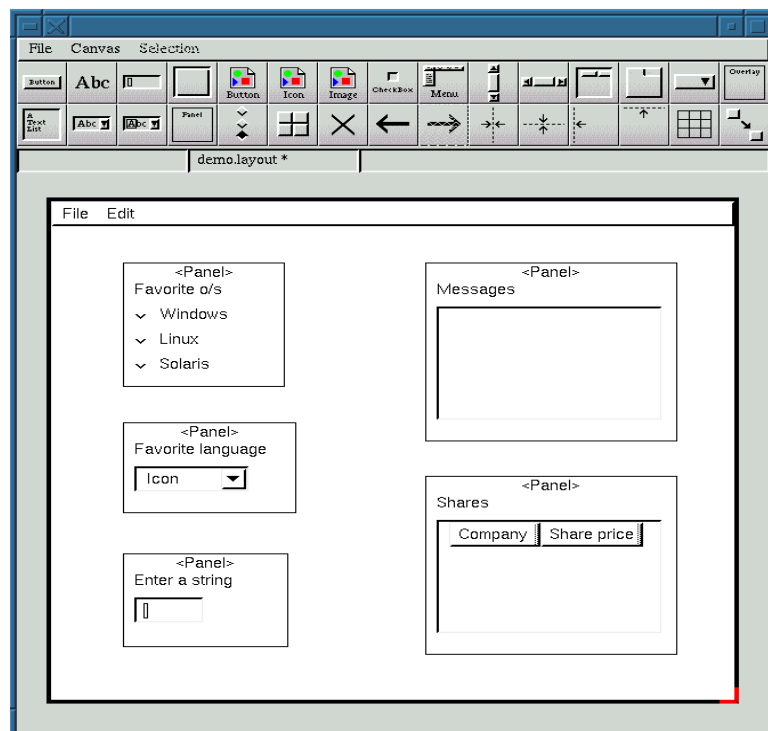 File Canvas Selection
Button Abc Button Icon Image CheckBox Menu Overlay
A Text List Abc Abc Panel
demo.layout *
File Edit
<Panel>
Favorite o/s
Windows
Linux
Solaris
<Panel>
Messages
<Panel>
Favorite language
Icon
<Panel>
Shares
Company Share price
<Panel>
Enter a string